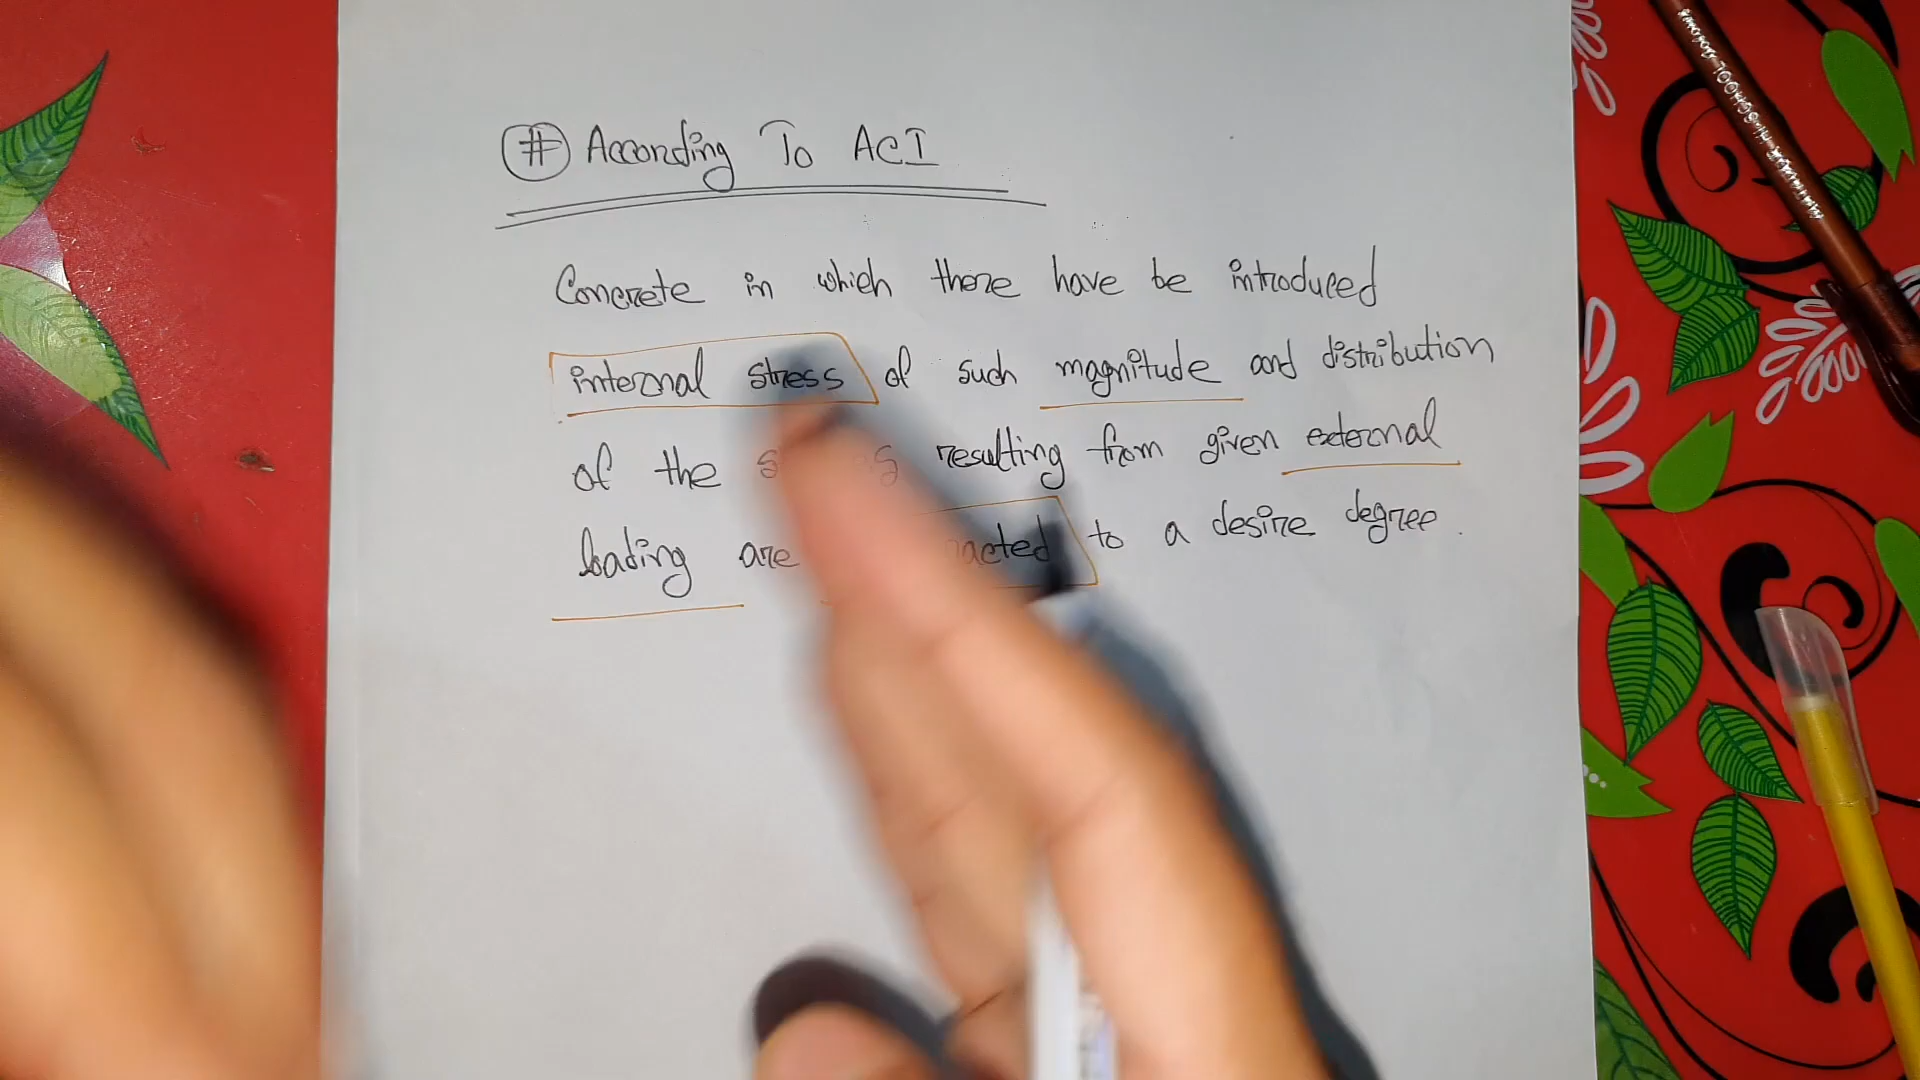 # According To ACI
Concrete in which there have be introduced
internal stress of such magnitude and distribution
of the resulting from given external
loading are to a desire degree.